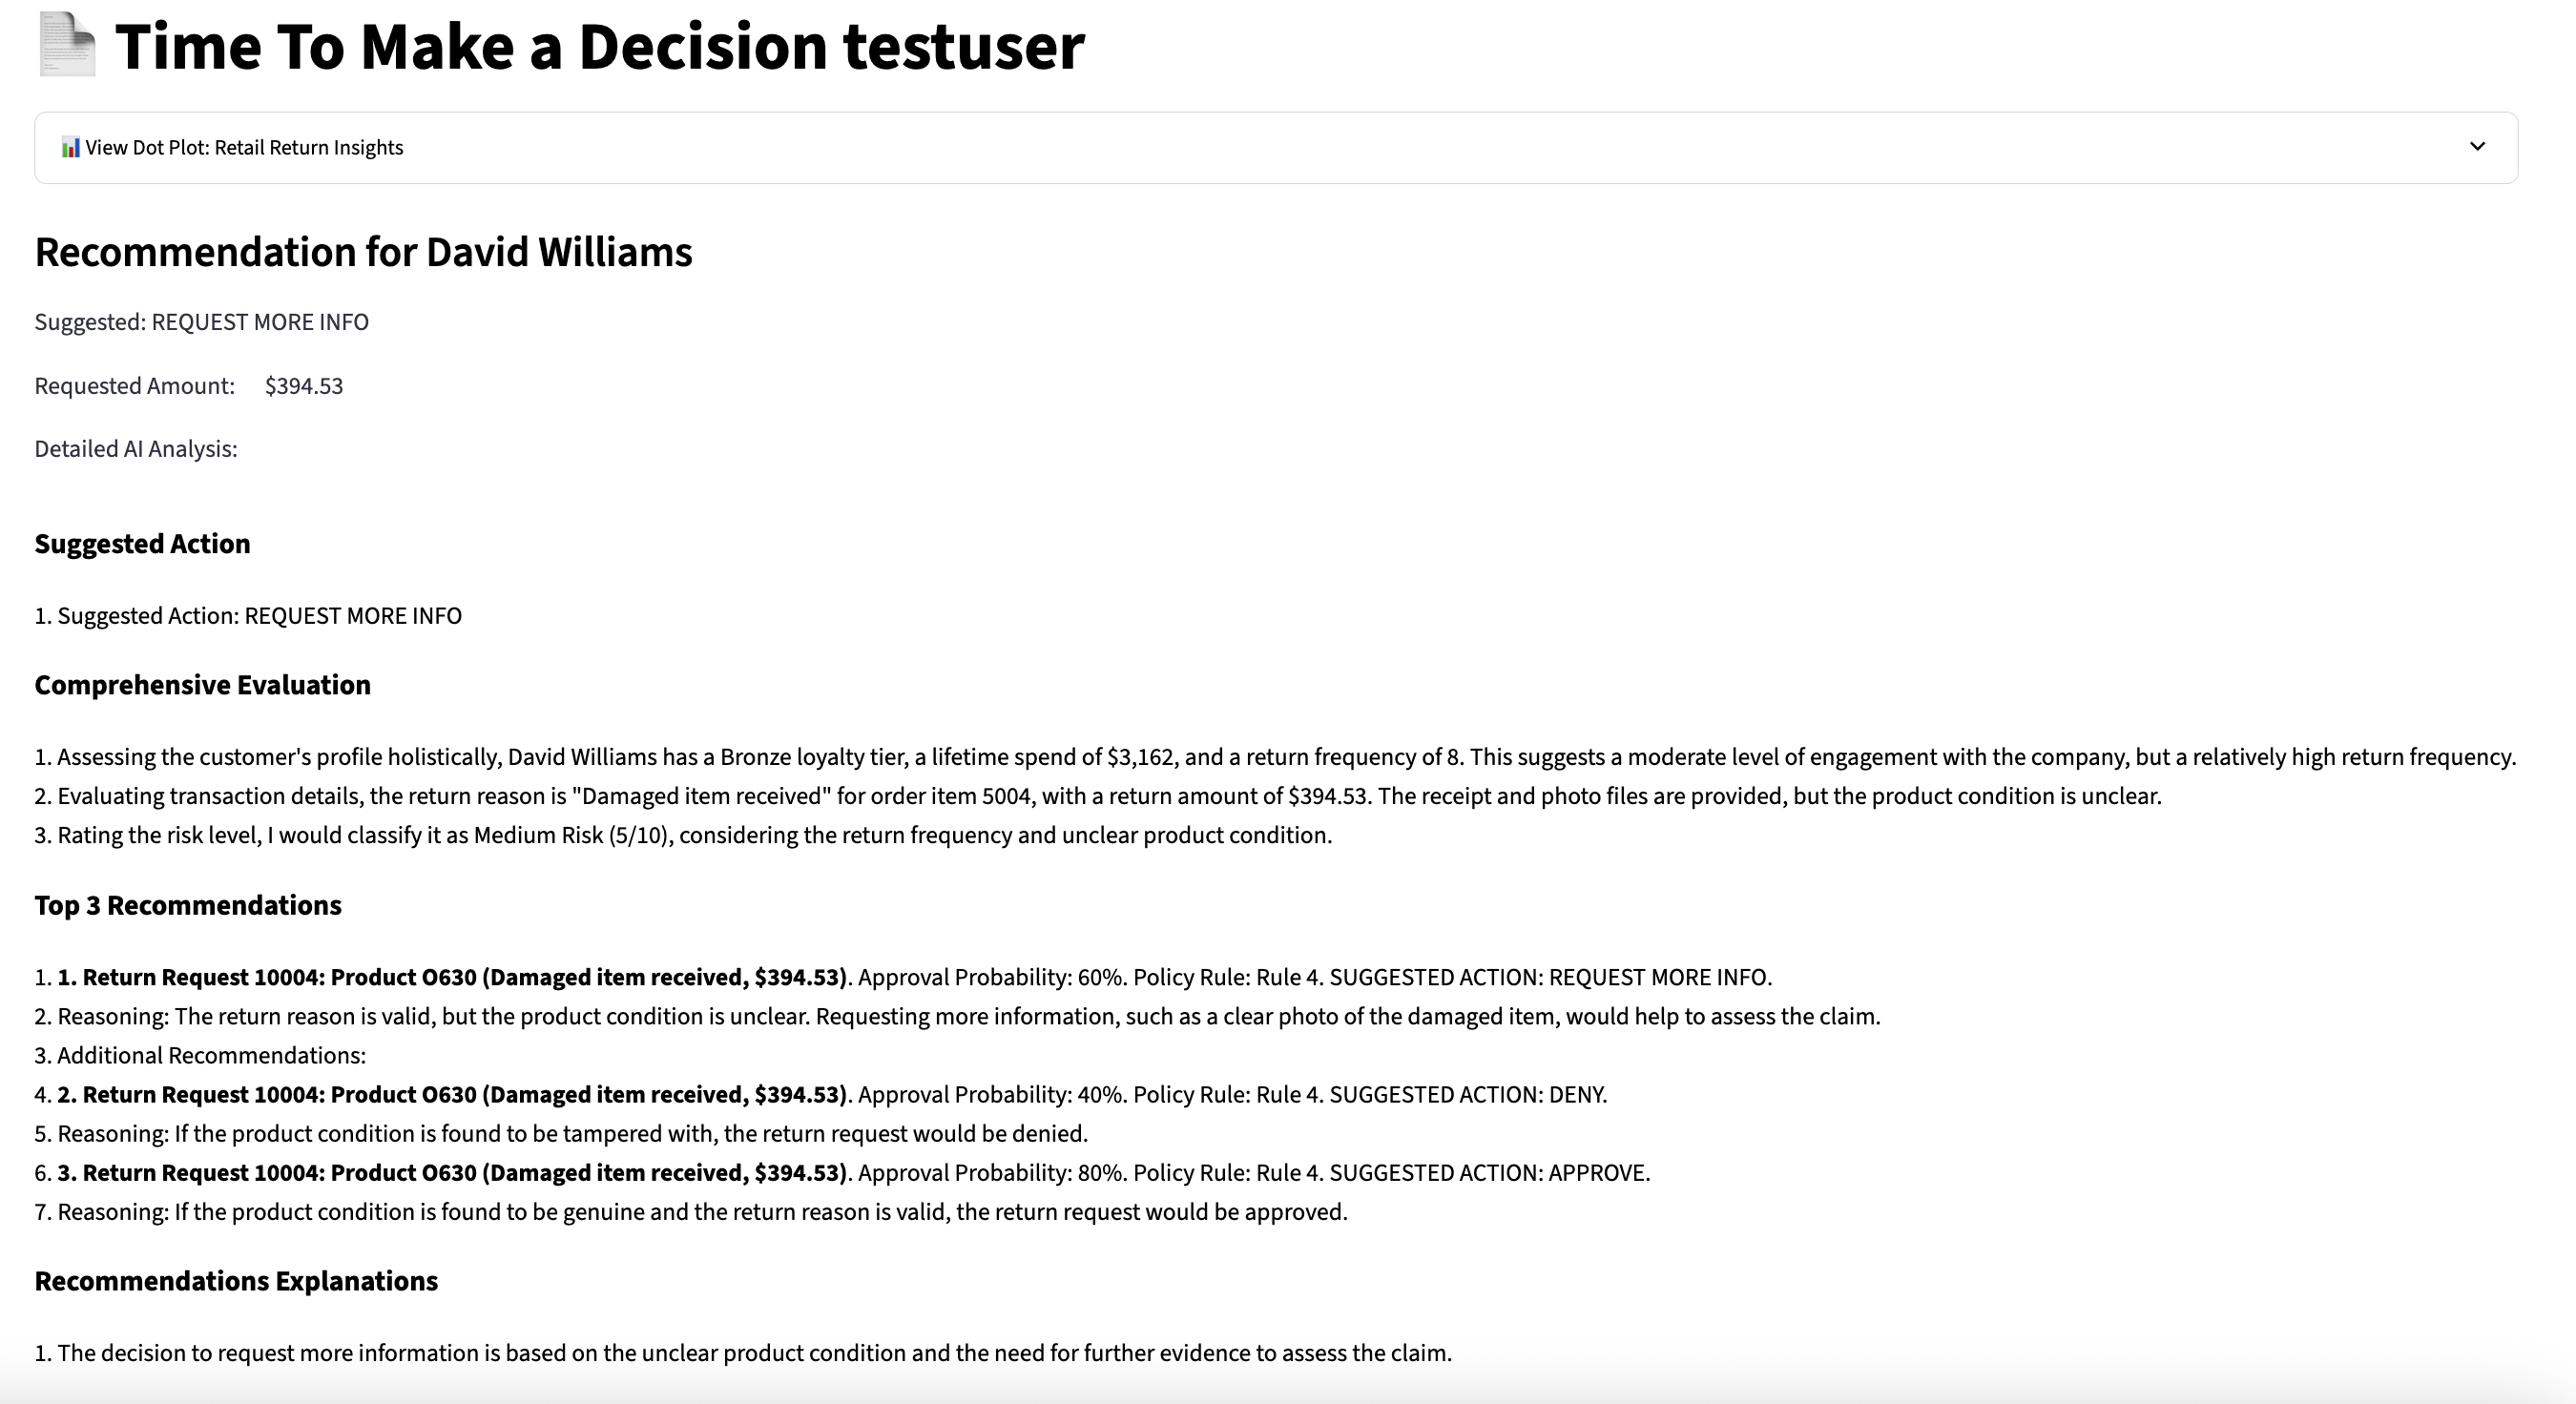 Time To Make a Decision testuser
View Dot Plot: Retail Return Insights
Recommendation for David Williams
Suggested: REQUEST MORE INFO
Requested Amount: $394.53
Detailed AI Analysis:
Suggested Action
1. Suggested Action: REQUEST MORE INFO
Comprehensive Evaluation
1. Assessing the customer's profile holistically, David Williams has a Bronze loyalty tier, a lifetime spend of $3,162, and a return frequency of 8. This suggests a moderate level of engagement with the company, but a relatively high return frequency.
2. Evaluating transaction details, the return reason is "Damaged item received" for order item 5004, with a return amount of $394.53. The receipt and photo files are provided, but the product condition is unclear.
3. Rating the risk level, I would classify it as Medium Risk (5/10), considering the return frequency and unclear product condition.
Top 3 Recommendations
1. 1. Return Request 10004: Product O630 (Damaged item received, $394.53). Approval Probability: 60%. Policy Rule: Rule 4. SUGGESTED ACTION: REQUEST MORE INFO.
2. Reasoning: The return reason is valid, but the product condition is unclear. Requesting more information, such as a clear photo of the damaged item, would help to assess the claim.
3. Additional Recommendations:
4. 2. Return Request 10004: Product O630 (Damaged item received, $394.53). Approval Probability: 40%. Policy Rule: Rule 4. SUGGESTED ACTION: DENY.
5. Reasoning: If the product condition is found to be tampered with, the return request would be denied.
6. 3. Return Request 10004: Product O630 (Damaged item received, $394.53). Approval Probability: 80%. Policy Rule: Rule 4. SUGGESTED ACTION: APPROVE.
7. Reasoning: If the product condition is found to be genuine and the return reason is valid, the return request would be approved.
Recommendations Explanations
1. The decision to request more information is based on the unclear product condition and the need for further evidence to assess the claim.